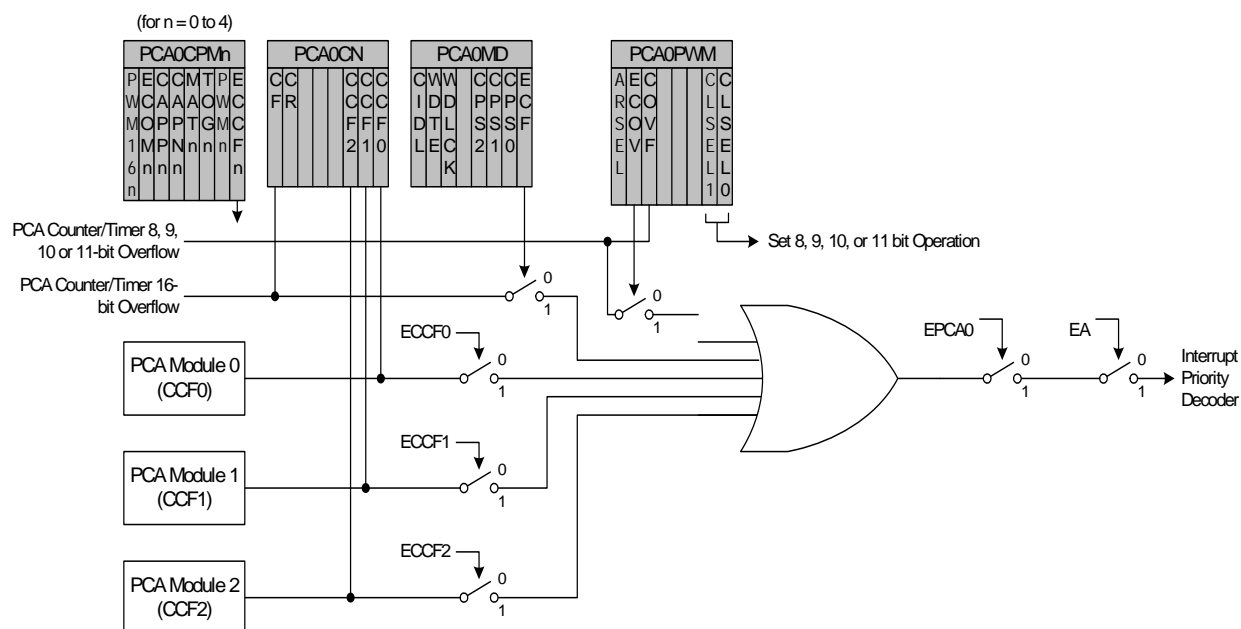 (for n = 0 to 4)
PCA0CPMn
PWM16n
ECOMn
CAPPn
CAPNn
MATn
TOGn
PWMn
ECCFn
PCA0CN
CF
CR
CCF2
CCF1
CCF0
PCA0MD
CIDL
WDTE
WDLCK
CPS2
CPS1
CPS0
ECF
PCA0PWM
ARSEL
ECOV
COVF
CLSEL1
CLSEL0
PCA Counter/Timer 8, 9,
10 or 11-bit Overflow
Set 8, 9, 10, or 11 bit Operation
PCA Counter/Timer 16-
bit Overflow
0
1
0
1
PCA Module 0
(CCF0)
ECCF0
0
1
EPCA0
0
1
EA
0
1
Interrupt
Priority
Decoder
PCA Module 1
(CCF1)
ECCF1
0
1
PCA Module 2
(CCF2)
ECCF2
0
1